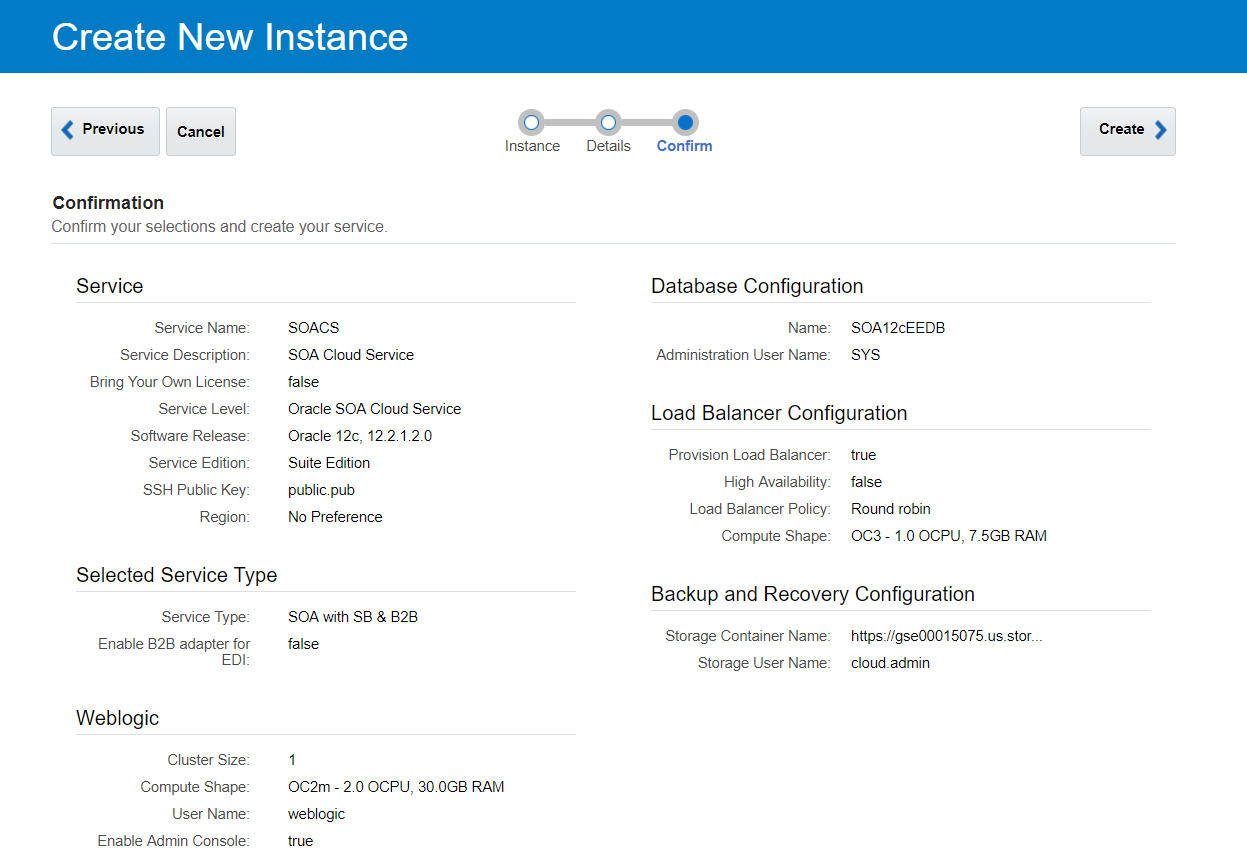 Create New Instance
Previous
Cancel
Instance
Details
Confirm
Create
Confirmation
Confirm your selections and create your service.
Service
Service Name: SOACS
Service Description: SOA Cloud Service
Bring Your Own License: false
Service Level: Oracle SOA Cloud Service
Software Release: Oracle 12c, 12.2.1.2.0
Service Edition: Suite Edition
SSH Public Key: public.pub
Region: No Preference
Selected Service Type
Service Type: SOA with SB & B2B
Enable B2B adapter for false
EDI:
Weblogic
Cluster Size: 1
Compute Shape: OC2m - 2.0 OCPU, 30.0GB RAM
User Name: weblogic
Enable Admin Console: true
Database Configuration
Name: SOA12cEEDB
Administration User Name: SYS
Load Balancer Configuration
Provision Load Balancer: true
High Availability: false
Load Balancer Policy: Round robin
Compute Shape: OC3 - 1.0 OCPU, 7.5GB RAM
Backup and Recovery Configuration
Storage Container Name: https://gse00015075.us.stor...
Storage User Name: cloud.admin